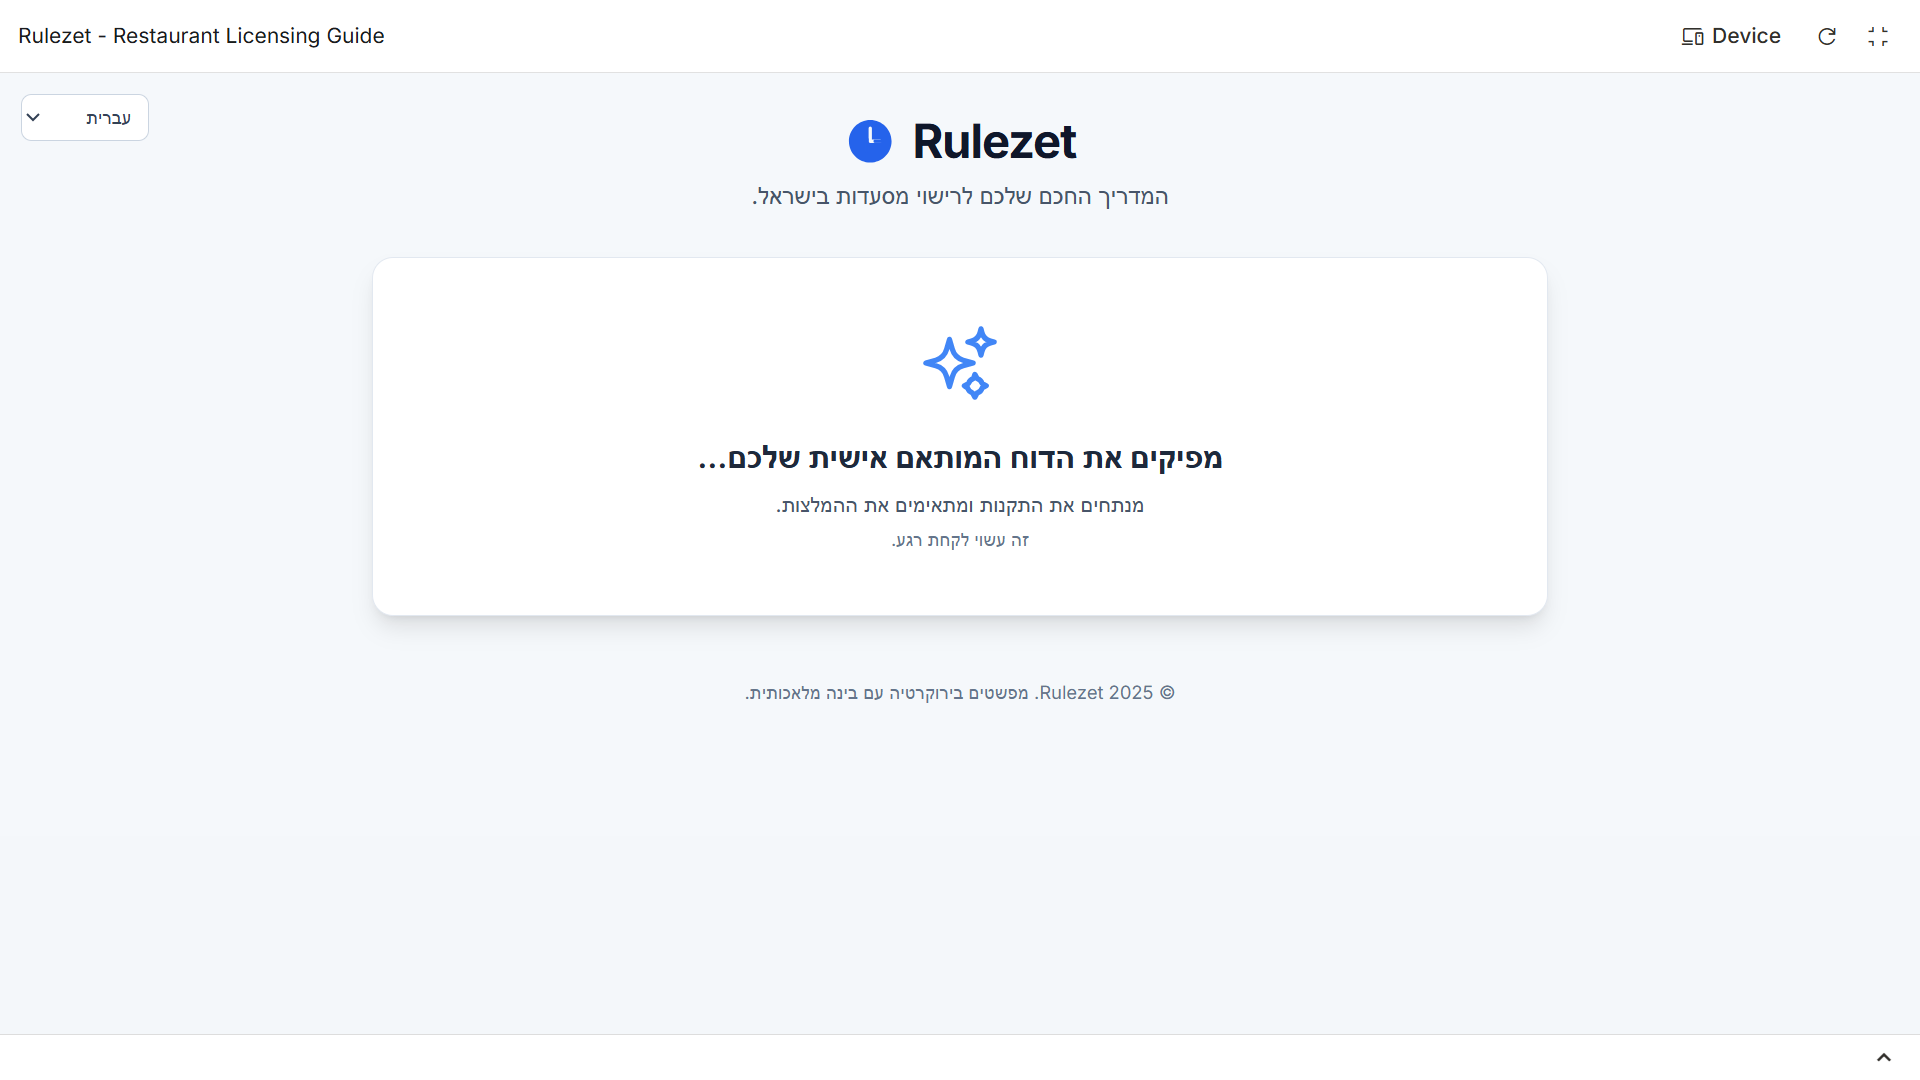 Rulezet - Restaurant Licensing Guide
Device
עברית
Rulezet
המדריך החכם שלכם לרישוי מסעדות בישראל.
מפיקים את הדוח המותאם אישית שלכם...
מנתחים את התקנות ומתאימים את ההמלצות.
זה עשוי לקחת רגע.
© 2025 Rulezet. מפשטים בירוקרטיה עם בינה מלאכותית.